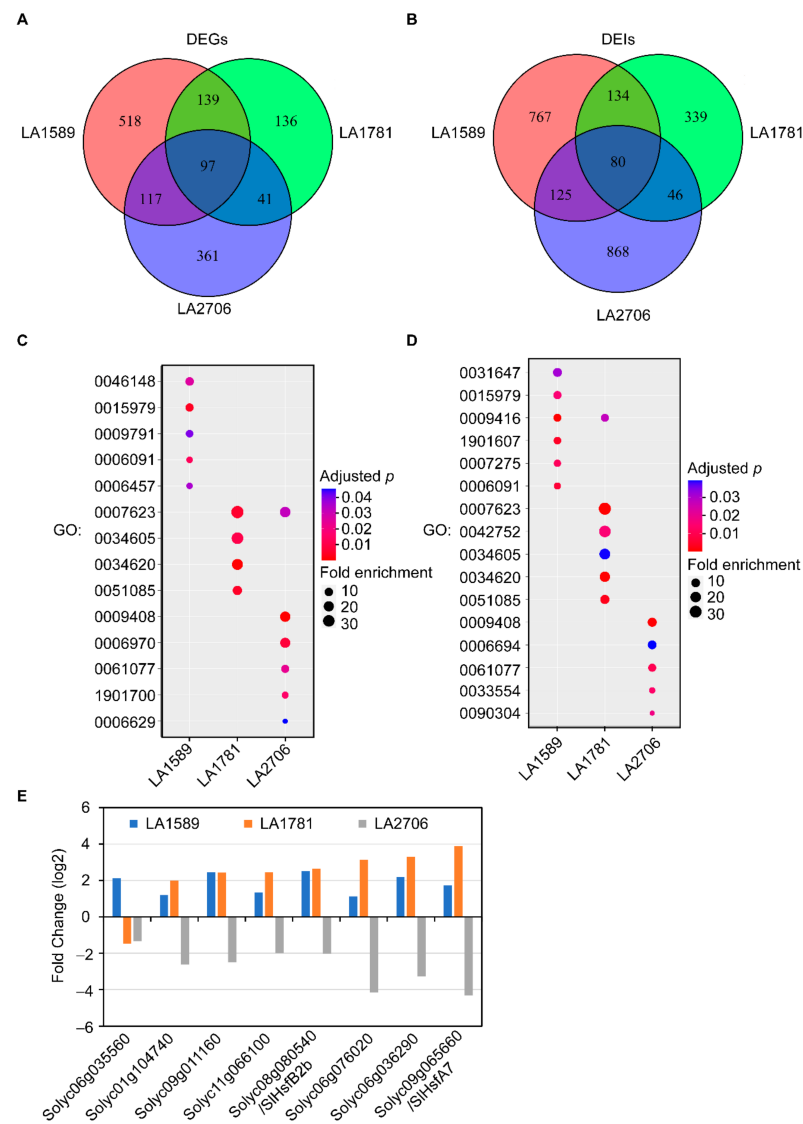 A
B
DEGs
DEIs
LA1589
518
139
136
LA1781
97
117
41
361
LA2706
LA1589
767
134
339
LA1781
80
125
46
868
LA2706
C
0046148
0015979
0009791
0006091
0006457
GO: 0007623
0034605
0034620
0051085
0009408
0006970
0061077
1901700
0006629
LA1589 LA1781 LA2706
Adjusted p
0.04
0.03
0.02
0.01
Fold enrichment
10
20
30
D
0031647
0015979
0009416
1901607
0007275
0006091
GO: 0007623
0042752
0034605
0034620
0051085
0009408
0006694
0061077
0033554
0090304
LA1589 LA1781 LA2706
Adjusted p
0.03
0.02
0.01
Fold enrichment
10
20
30
E
LA1589 LA1781 LA2706
Fold Change (log2)
6
4
2
0
−2
−4
−6
Solyc06g035560
Solyc01g104740
Solyc09g011160
Solyc11g066100
Solyc08g080540
/SlHsfB2b
Solyc06g076020
Solyc06g036290
Solyc09g065660
/SlHsfA7